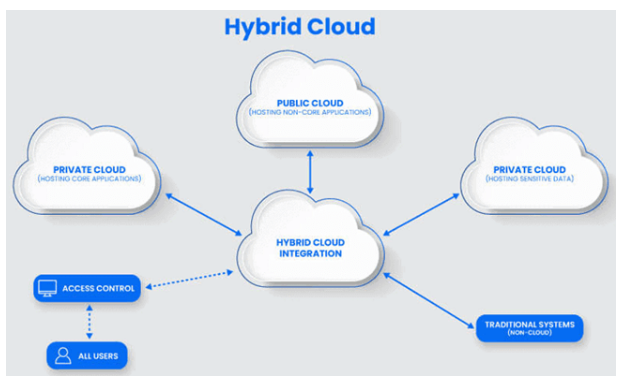 Hybrid Cloud
PUBLIC CLOUD
(HOSTING NON-CORE APPLICATIONS)
PRIVATE CLOUD
(HOSTING CORE APPLICATIONS)
PRIVATE CLOUD
(HOSTING SENSITIVE DATA)
HYBRID CLOUD
INTEGRATION
ACCESS CONTROL
TRADITIONAL SYSTEMS
(NON-CLOUD)
ALL USERS